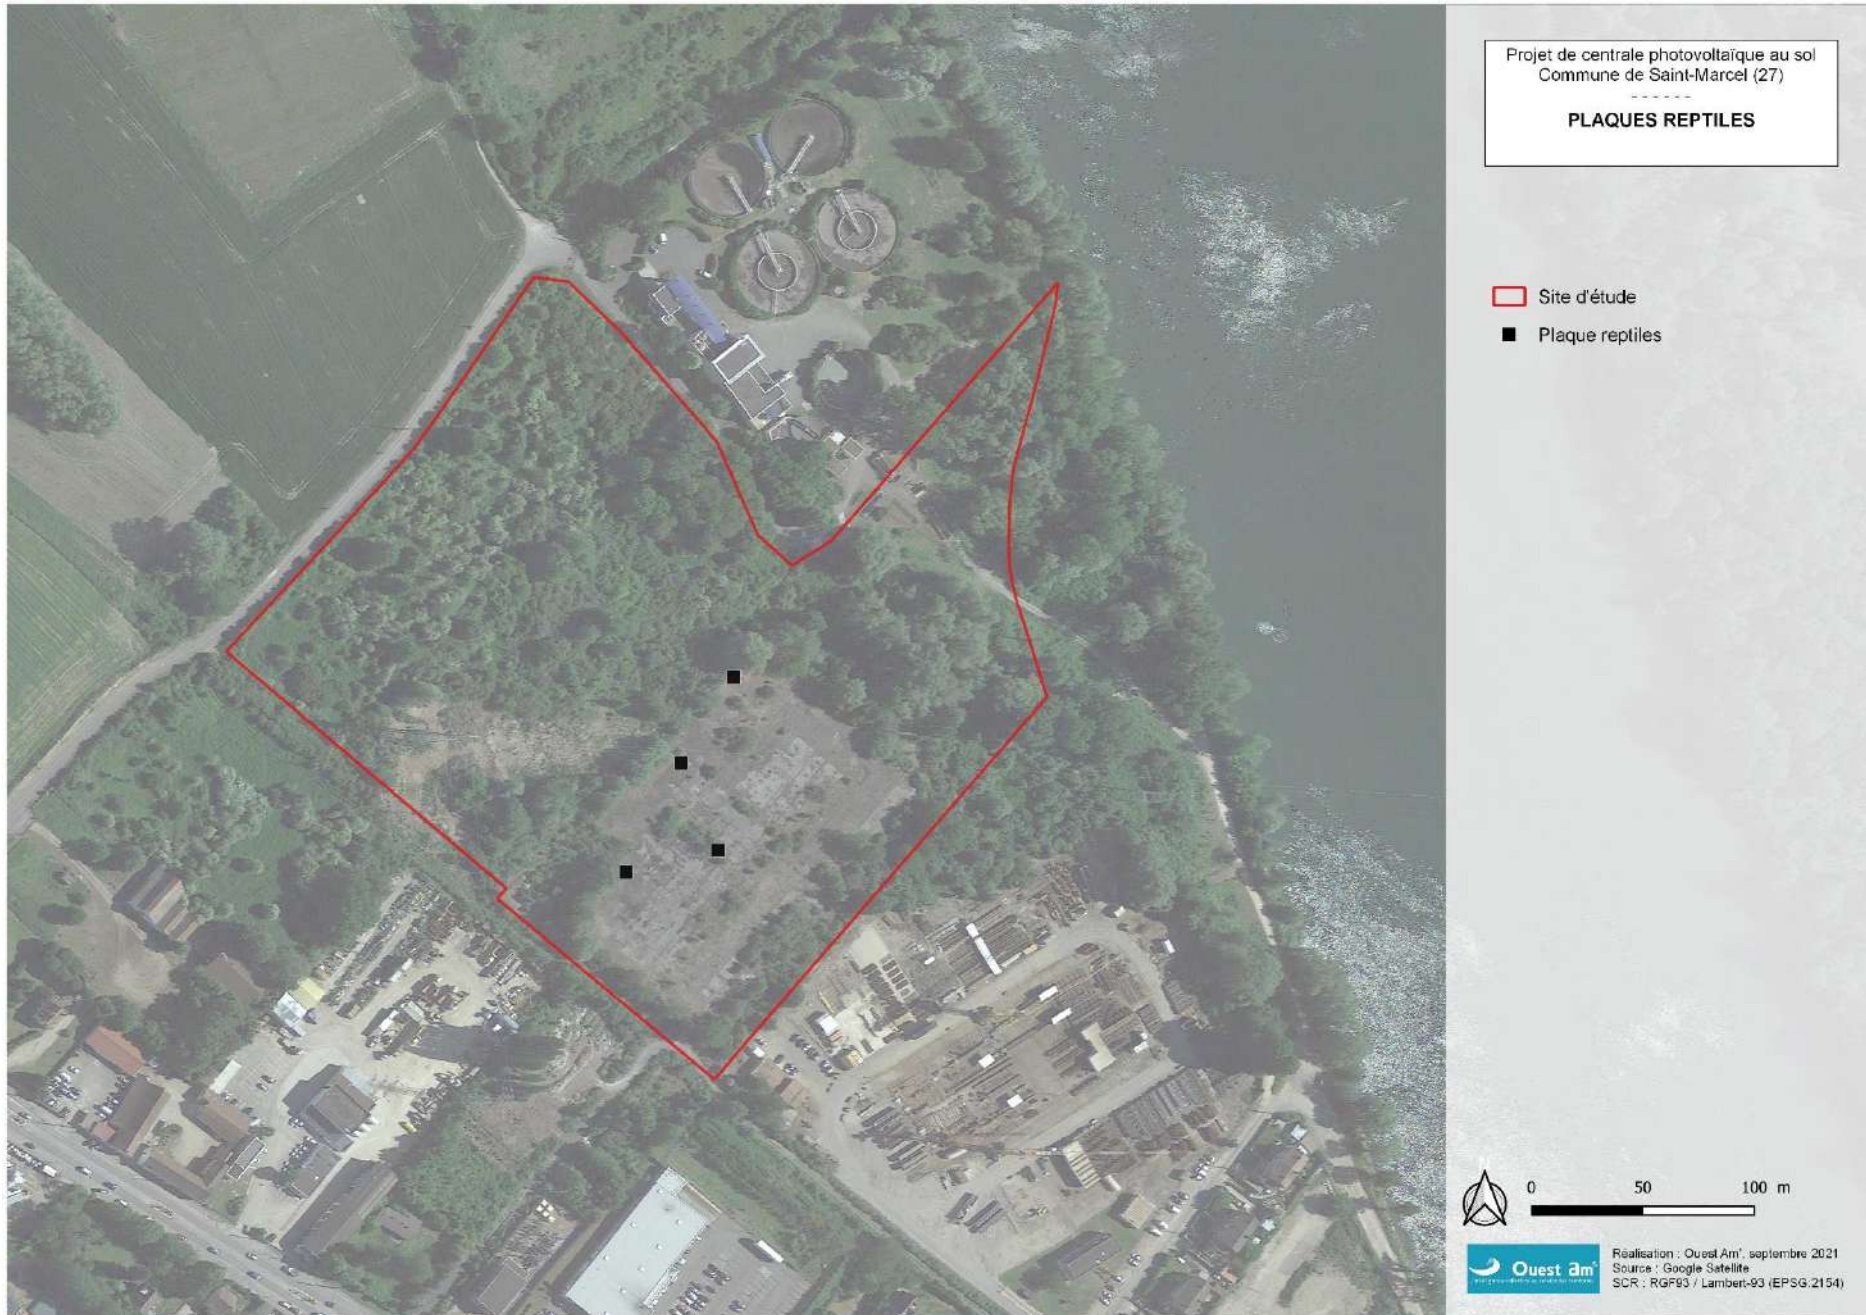 Projet de centrale photovoltaïque au sol
Commune de Saint-Marcel (27)
- - - - - -
PLAQUES REPTILES
Site d'étude
Plaque reptiles
0 50 100 m
Ouest am'
Réalisation : Ouest Am', septembre 2021
Source : Google Satellite
SCR : RGF93 / Lambert-93 (EPSG:2154)